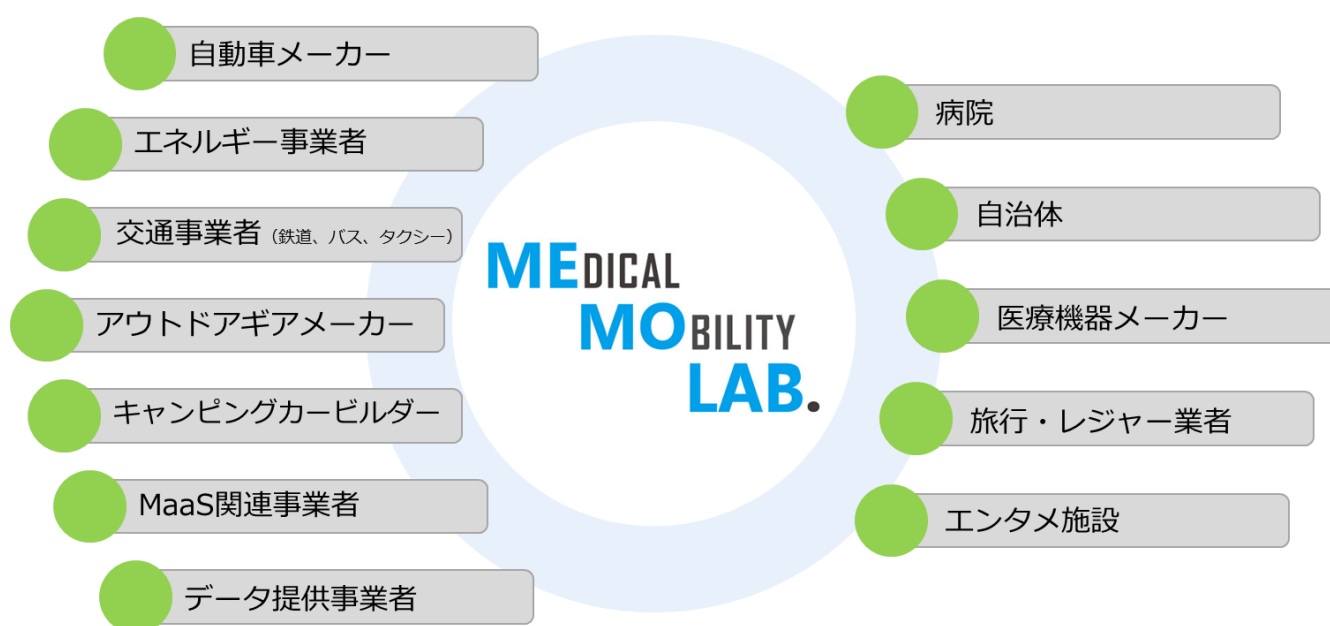 自動車メーカー
エネルギー事業者
交通事業者（鉄道、バス、タクシー）
アウトドアギアメーカー
キャンピングカービルダー
MaaS関連事業者
データ提供事業者
MEDICAL
MOBILITY
LAB.
病院
自治体
医療機器メーカー
旅行・レジャー業者
エンタメ施設